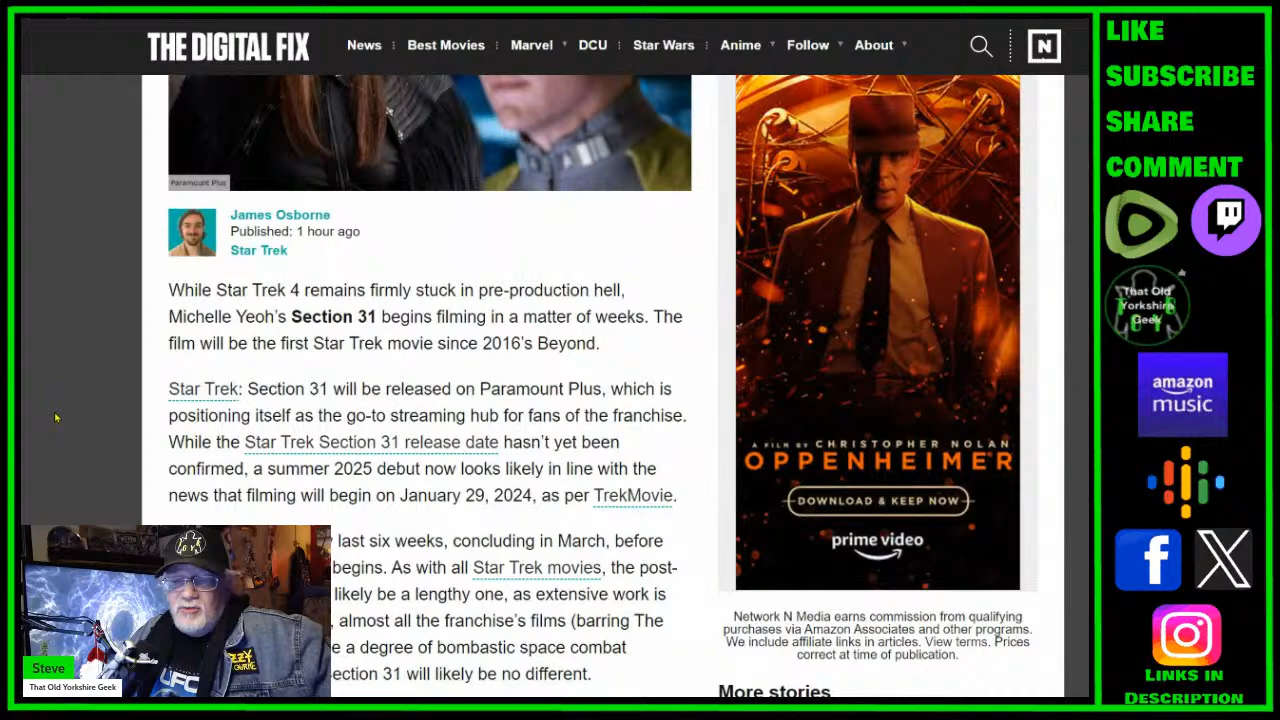 THE DIGITAL FIX
News
Best Movies
Marvel
DCU
Star Wars
Anime
Follow
About
N
Paramount Plus
James Osborne
Published: 1 hour ago
Star Trek
While Star Trek 4 remains firmly stuck in pre-production hell,
Michelle Yeoh's Section 31 begins filming in a matter of weeks. The
film will be the first Star Trek movie since 2016's Beyond.
Star Trek: Section 31 will be released on Paramount Plus, which is
positioning itself as the go-to streaming hub for fans of the franchise.
While the Star Trek Section 31 release date hasn't yet been
confirmed, a summer 2025 debut now looks likely in line with the
news that filming will begin on January 29, 2024, as per TrekMovie.
last six weeks, concluding in March, before
begins. As with all Star Trek movies, the post-
likely be a lengthy one, as extensive work is
, almost all the franchise's films (barring The
e a degree of bombastic space combat
ection 31 will likely be no different.
A FILM BY CHRISTOPHER NOLAN
OPPENHEIMER
DOWNLOAD & KEEP NOW
prime video
Network N Media earns commission from qualifying
purchases via Amazon Associates and other programs.
We include affiliate links in articles. View terms. Prices
correct at time of publication.
More stories
Steve
That Old Yorkshire Geek
UFC
LIKE
SUBSCRIBE
SHARE
COMMENT
That Old
Yorkshire
Geek
amazon
music
LINKS IN
DESCRIPTION